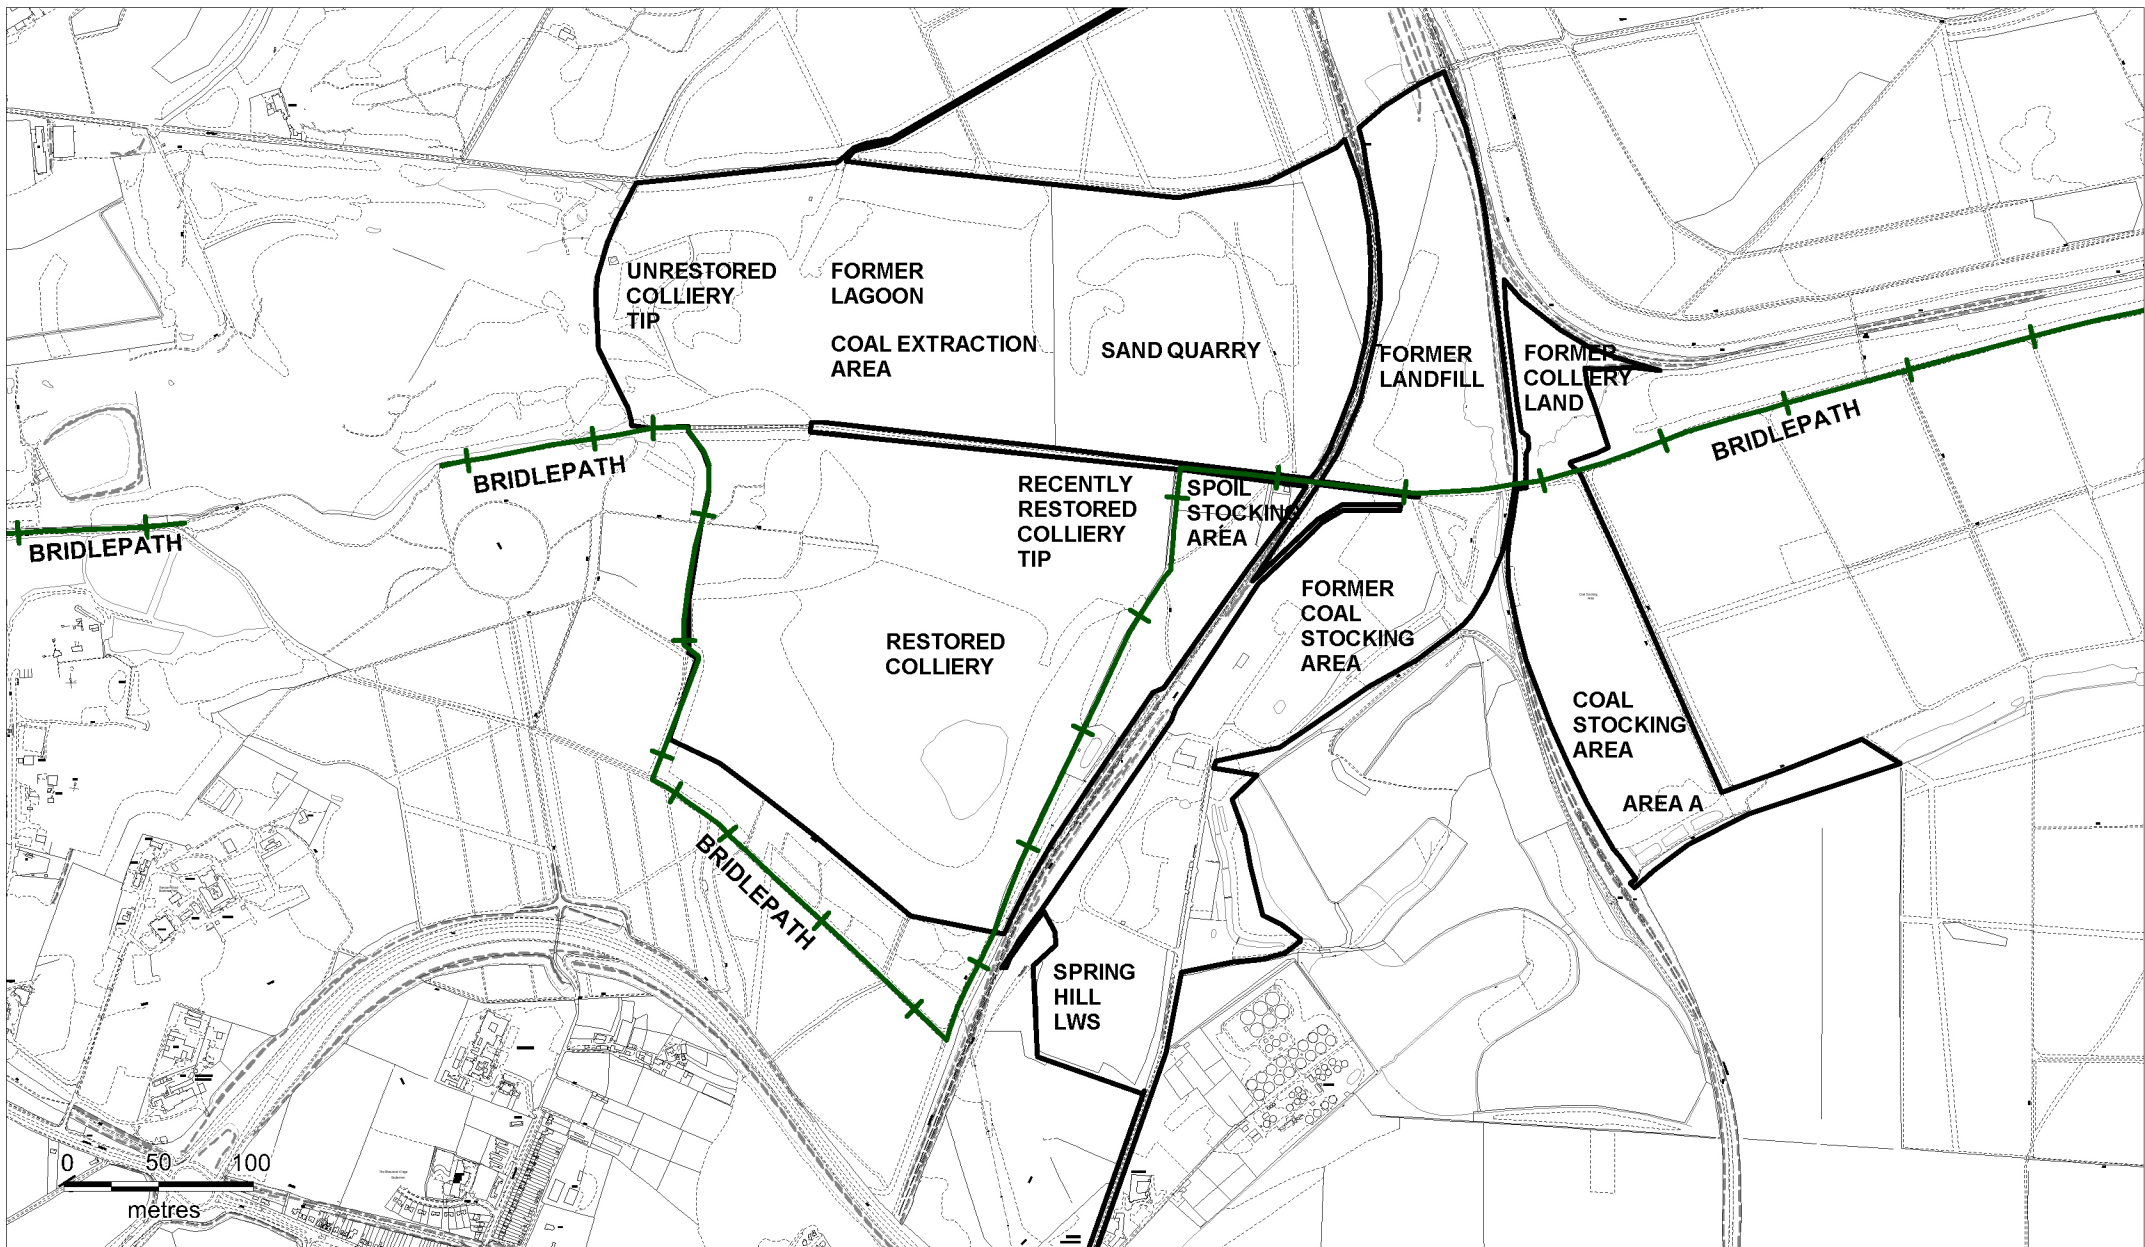 UNRESTORED
COLLIERY
TIP
FORMER
LAGOON
COAL EXTRACTION
AREA
SAND QUARRY
FORMER
LANDFILL
FORMER
COLLIERY
LAND
BRIDLEPATH
BRIDLEPATH
BRIDLEPATH
RECENTLY
RESTORED
COLLIERY
TIP
SPOIL
STOCKING
AREA
FORMER
COAL
STOCKING
AREA
RESTORED
COLLIERY
COAL
STOCKING
AREA
AREA A
BRIDLEPATH
SPRING
HILL
LWS
0 50 100
metres